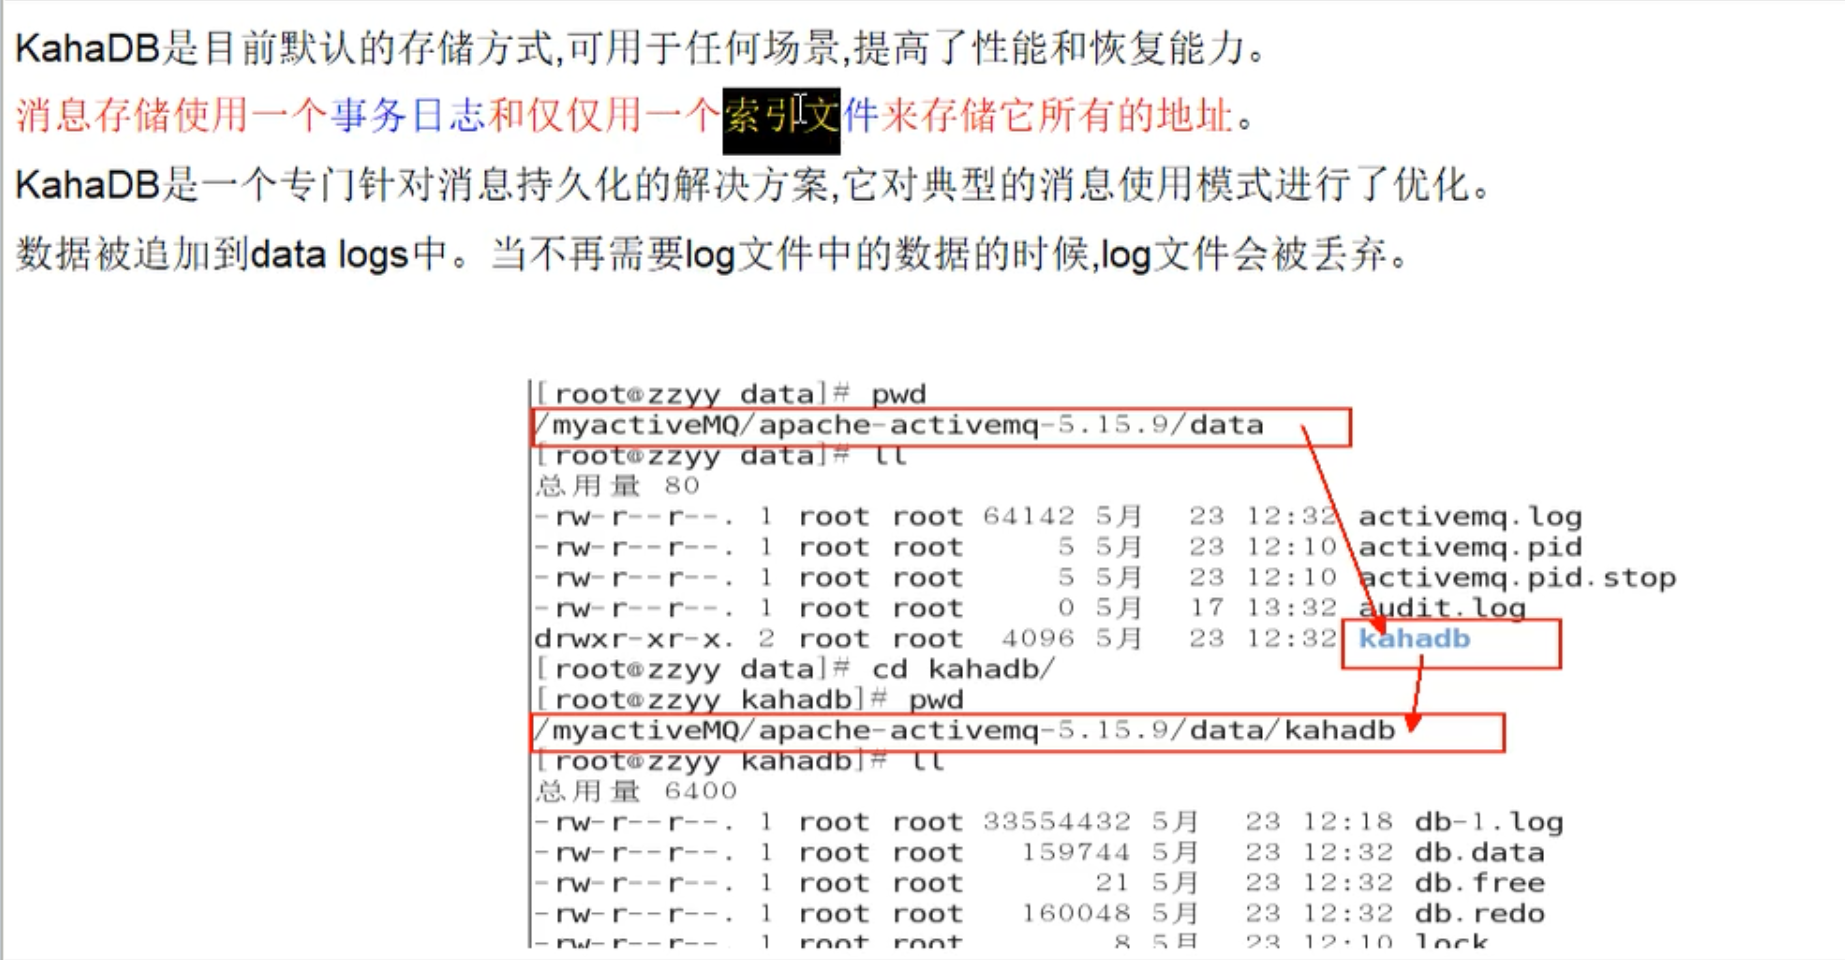 KahaDB是目前默认的存储方式,可用于任何场景,提高了性能和恢复能力。
消息存储使用一个事务日志和仅仅用一个索引文件来存储它所有的地址。
KahaDB是一个专门针对消息持久化的解决方案,它对典型的消息使用模式进行了优化。
数据被追加到data logs中。当不再需要log文件中的数据的时候,log文件会被丢弃。
[root@zzyy data]# pwd
/myactiveMQ/apache-activemq-5.15.9/data
[root@zzyy data]# ll
总用量 80
-rw-r--r--. 1 root root 64142 5月 23 12:32 activemq.log
-rw-r--r--. 1 root root 5 5月 23 12:10 activemq.pid
-rw-r--r--. 1 root root 5 5月 23 12:10 activemq.pid.stop
-rw-r--r--. 1 root root 0 5月 17 13:32 audit.log
drwxr-xr-x. 2 root root 4096 5月 23 12:32 kahadb
[root@zzyy data]# cd kahadb/
[root@zzyy kahadb]# pwd
/myactiveMQ/apache-activemq-5.15.9/data/kahadb
[root@zzyy kahadb]# ll
总用量 6400
-rw-r--r--. 1 root root 33554432 5月 23 12:18 db-1.log
-rw-r--r--. 1 root root 159744 5月 23 12:32 db.data
-rw-r--r--. 1 root root 21 5月 23 12:32 db.free
-rw-r--r--. 1 root root 160048 5月 23 12:32 db.redo
-rw-r--r--. 1 root root 8 5月 23 12:10 lock